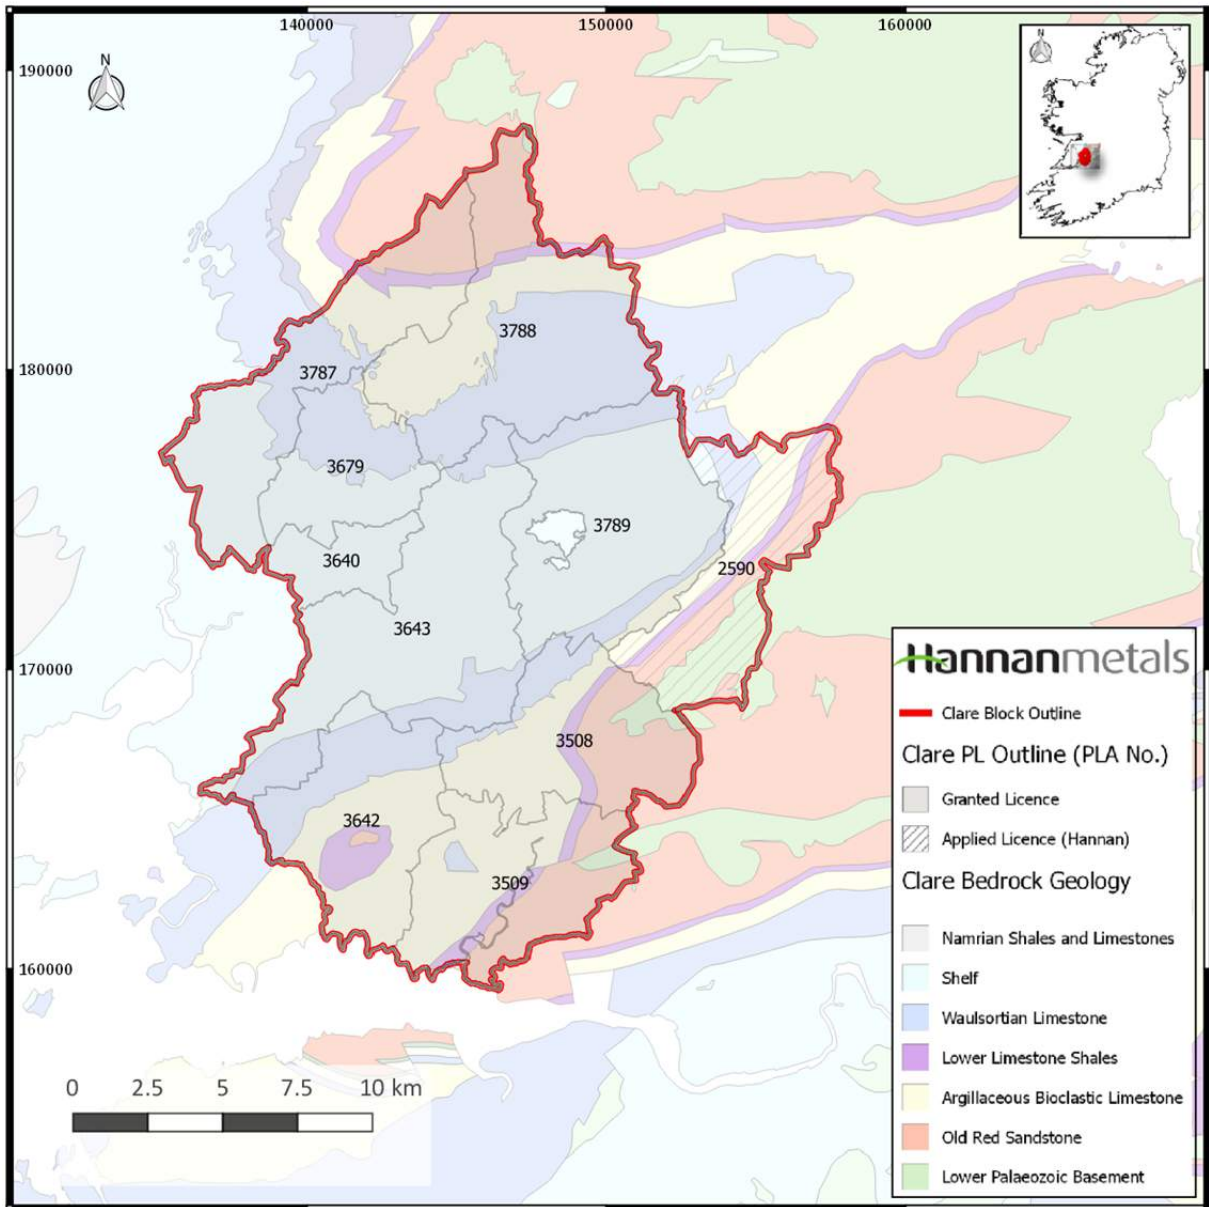 140000
150000
160000
190000
180000
170000
160000
N
N
3788
3787
3679
3789
3640
2590
3643
3508
3642
3509
0 2.5 5 7.5 10 km
Hannanmetals
Clare Block Outline
Clare PL Outline (PLA No.)
Granted Licence
Applied Licence (Hannan)
Clare Bedrock Geology
Namrian Shales and Limestones
Shelf
Waulsortian Limestone
Lower Limestone Shales
Argillaceous Bioclastic Limestone
Old Red Sandstone
Lower Palaeozoic Basement